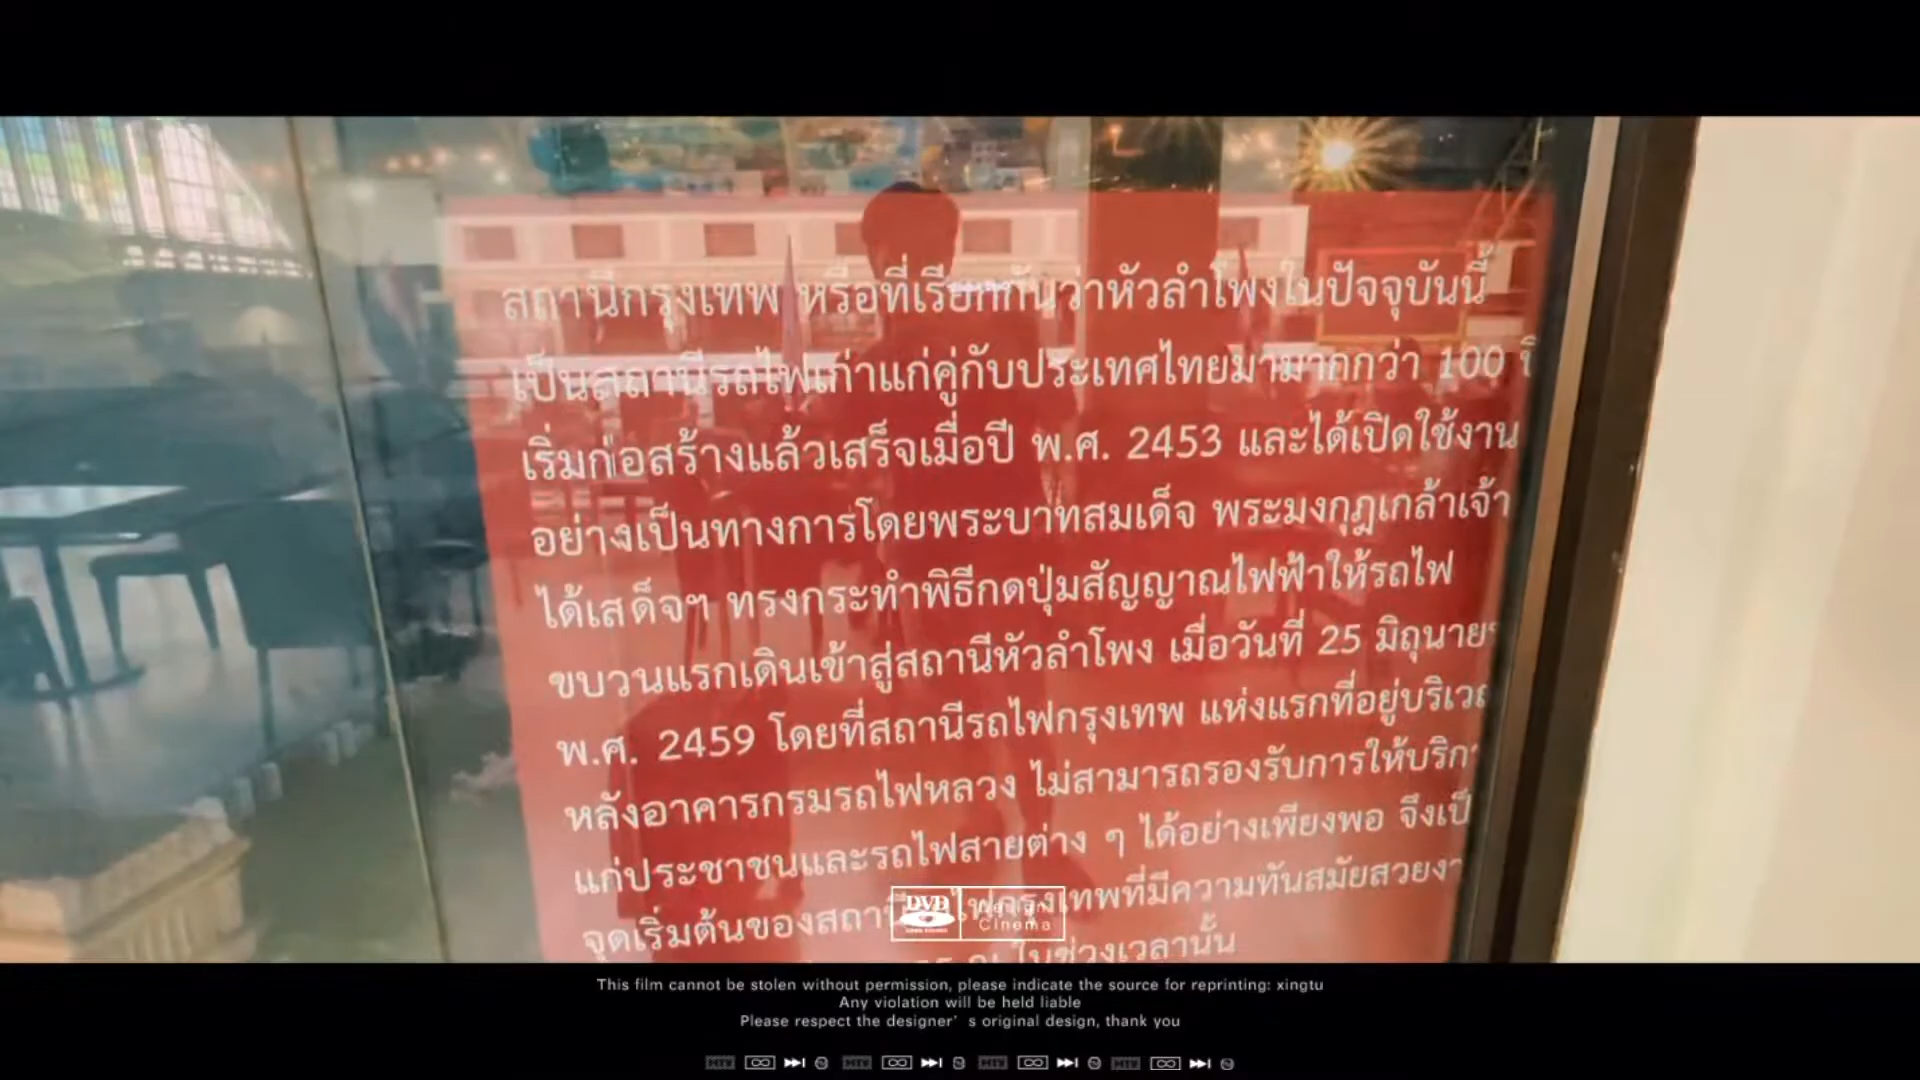 สถานีกรุงเทพ หรือที่เรียกกันว่าหัวลำโพงในปัจจุบันนี้
เป็นสถานีรถไฟเก่าแก่คู่กับประเทศไทยมามากกว่า 100
เริ่มก่อสร้างแล้วเสร็จเมื่อปี พ.ศ. 2453 และได้เปิดใช้งาน
อย่างเป็นทางการโดยพระบาทสมเด็จ พระมงกุฎเกล้าเจ้า
ได้เสด็จฯ ทรงกระทำพิธีกดปุ่มสัญญาณไฟฟ้าให้รถไฟ
ขบวนแรกเดินเข้าสู่สถานีหัวลำโพง เมื่อวันที่ 25 มิถุนาย
พ.ศ. 2459 โดยที่สถานีรถไฟกรุงเทพ แห่งแรกที่อยู่บริเวณ
หลังอาคารกรมรถไฟหลวง ไม่สามารถรองรับการให้บริกา
แก่ประชาชนและรถไฟสายต่าง ๆ ได้อย่างเพียงพอ จึงเป็
จุดเริ่มต้นของสถานีรถไฟกรุงเทพที่มีความทันสมัยสวยงา
ในช่วงเวลานั้น
DVD
Design
Cinema
This film cannot be stolen without permission, please indicate the source for reprinting: xingtu
Any violation will be held liable
Please respect the designer' s original design, thank you